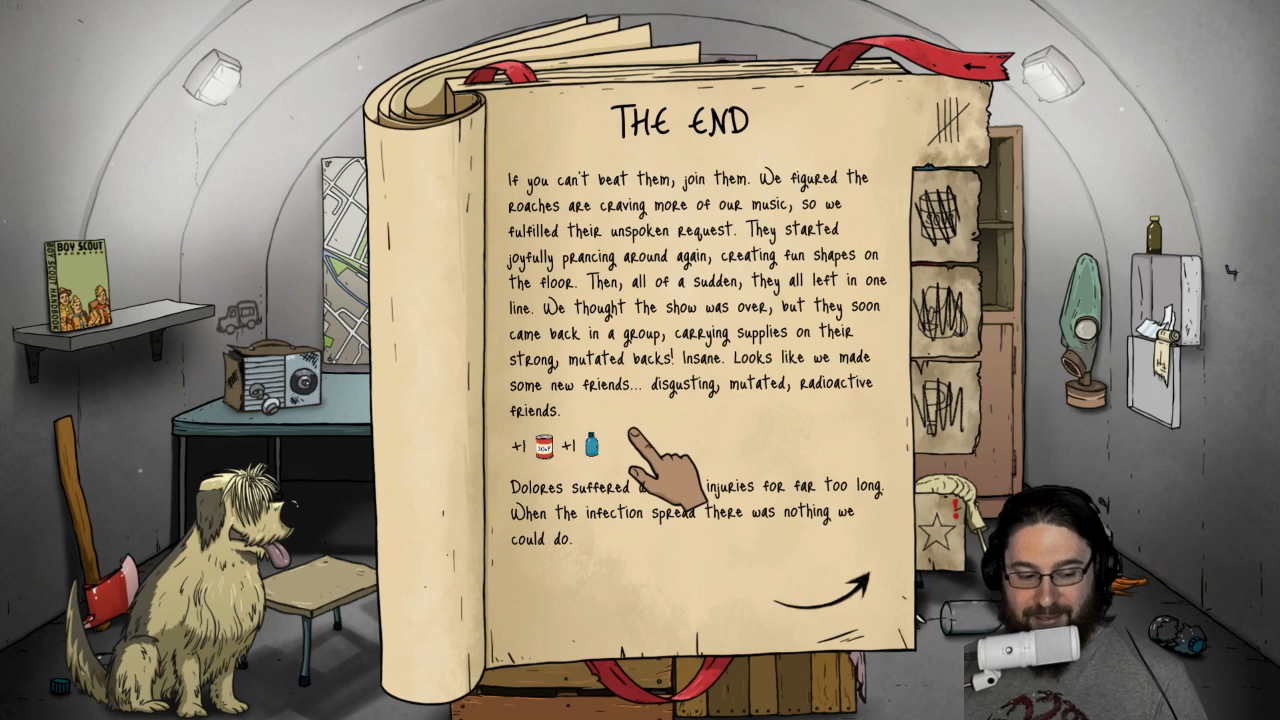 THE END
If you can't beat them, join them. We figured the
roaches are craving more of our music, so we
fulfilled their unspoken request. They started
joyfully prancing around again, creating fun shapes on
the floor. Then, all of a sudden, they all left in one
line. We thought the show was over, but they soon
came back in a group, carrying supplies on their
strong, mutated backs! Insane. Looks like we made
some new friends... disgusting, mutated, radioactive
friends.
+1 SOUP +1
Dolores suffered injuries for far too long.
When the infection spread there was nothing we
could do.
BOY SCOUT
BOY SCOUT HANDBOOK
!